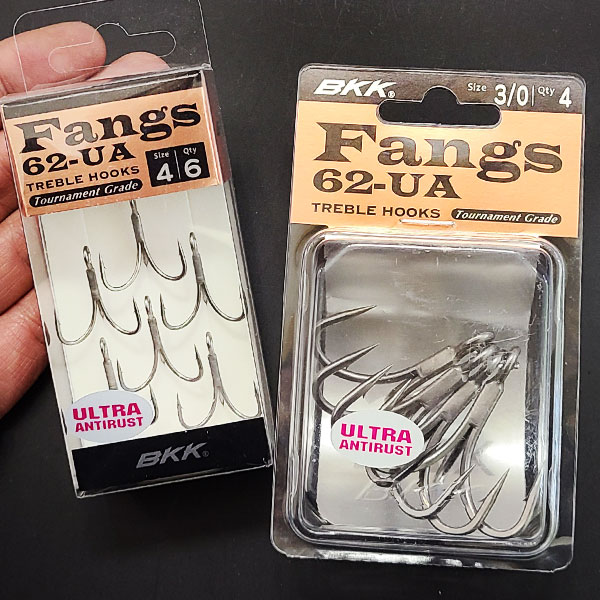 Fangs
62-UA
Size Qty
4 6
TREBLE HOOKS
Tournament Grade
ULTRA
ANTIRUST
BKK®
BKK® Size 3/0 Qty 4
Fangs
62-UA
TREBLE HOOKS Tournament Grade
ULTRA
ANTIRUST
BKK